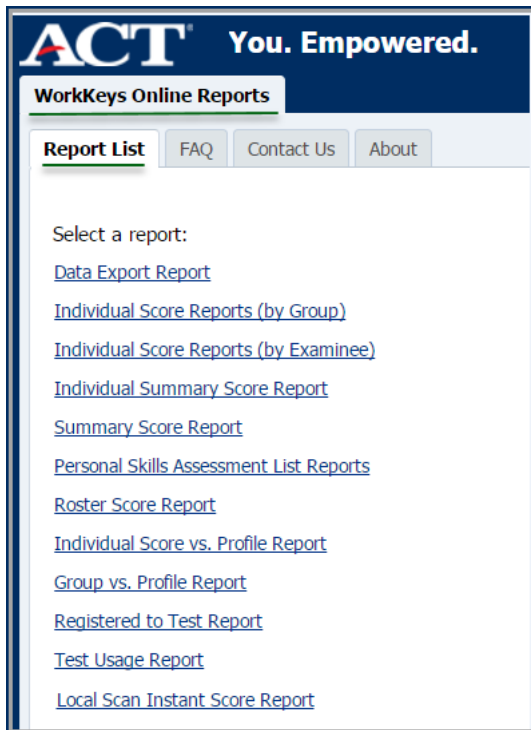 ACT® You. Empowered.
WorkKeys Online Reports
Report List FAQ Contact Us About
Select a report:
Data Export Report
Individual Score Reports (by Group)
Individual Score Reports (by Examinee)
Individual Summary Score Report
Summary Score Report
Personal Skills Assessment List Reports
Roster Score Report
Individual Score vs. Profile Report
Group vs. Profile Report
Registered to Test Report
Test Usage Report
Local Scan Instant Score Report